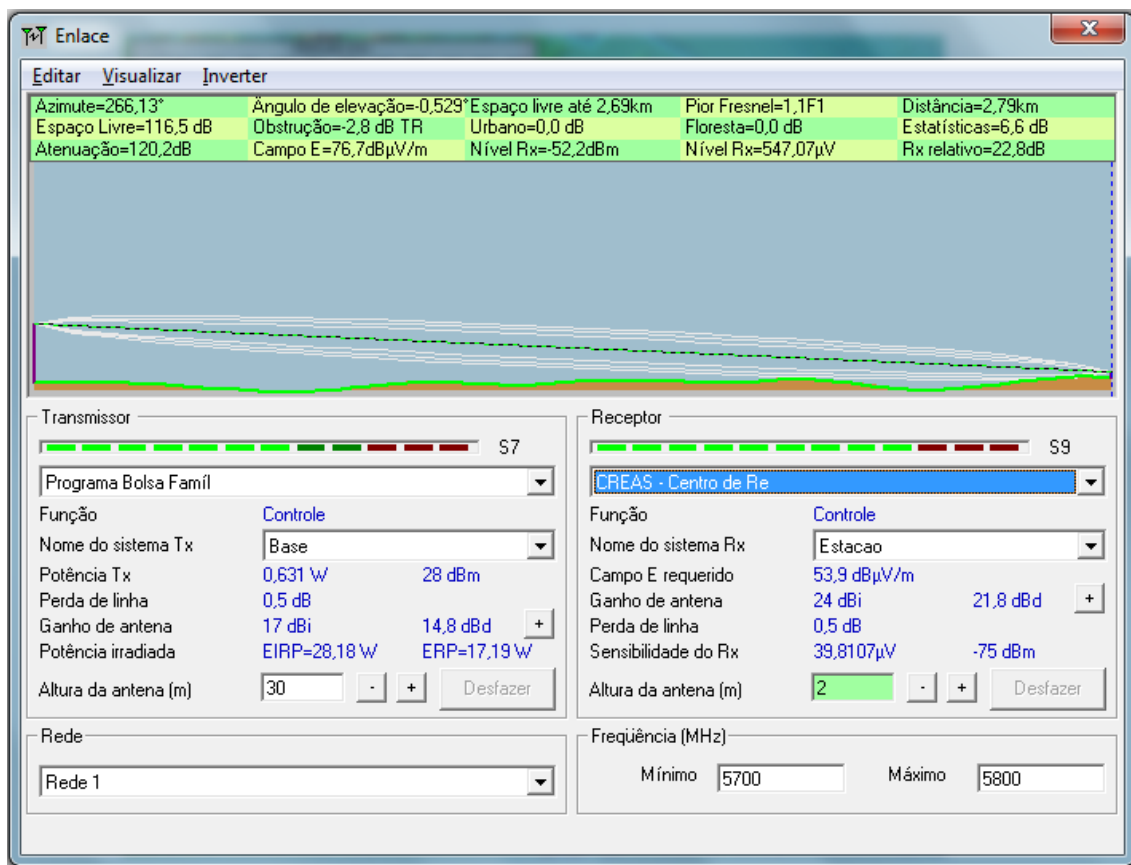 Enlace
Editar Visualizar Inverter
Azimute=266,13° Ângulo de elevação=-0,529° Espaço livre até 2,69km Pior Fresnel=1,1F1 Distância=2,79km
Espaço Livre=116,5 dB Obstrução=-2,8 dB TR Urbano=0,0 dB Floresta=0,0 dB Estatísticas=6,6 dB
Atenuação=120,2dB Campo E=76,7dBµV/m Nível Rx=-52,2dBm Nível Rx=547,07µV Rx relativo=22,8dB
Transmissor
S7
Programa Bolsa Famíl
Função Controle
Nome do sistema Tx Base
Potência Tx 0,631 W 28 dBm
Perda de linha 0,5 dB
Ganho de antena 17 dBi 14,8 dBd +
Potência irradiada EIRP=28,18 W ERP=17,19 W
Altura da antena (m) 30 - + Desfazer
Rede
Rede 1
Receptor
S9
CREAS - Centro de Re
Função Controle
Nome do sistema Rx Estacao
Campo E requerido 53,9 dBµV/m
Ganho de antena 24 dBi 21,8 dBd +
Perda de linha 0,5 dB
Sensibilidade do Rx 39,8107µV -75 dBm
Altura da antena (m) 2 - + Desfazer
Freqüência (MHz)
Mínimo 5700 Máximo 5800